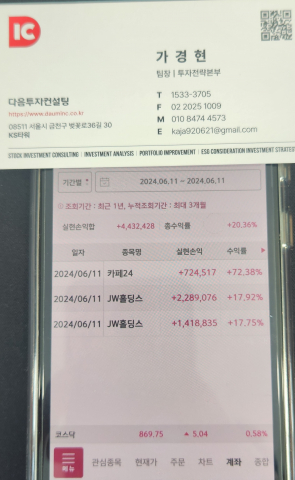 IC
가 경 현
팀장 | 투자전략본부
다음투자컨설팅
https://www.dauminc.co.kr
08511 서울시 금천구 벚꽃로36길 30
KS타워
T 1533-3705
F 02 2025 1009
M 010 8474 4573
E kaja920621@gmail.com
STOCK INVESTMENT CONSULTING | INVESTMENT ANALYSIS | PORTFOLIO IMPROVEMENT | ESG CONSIDERATION INVESTMENT STRATEG
기간별 2024.06.11 ~ 2024.06.11
조회기간 : 최근 1년, 누적조회기간 : 최대 3개월
실현손익합 +4,432,428 총수익률 +20.36%
일자 종목명 실현손익 수익률
2024/06/11 카페24 +724,517 +72.38%
2024/06/11 JW홀딩스 +2,289,076 +17.92%
2024/06/11 JW홀딩스 +1,418,835 +17.75%
코스닥 869.75 ▲ 5.04 0.58%
메뉴 관심종목 현재가 주문 차트 계좌 종합